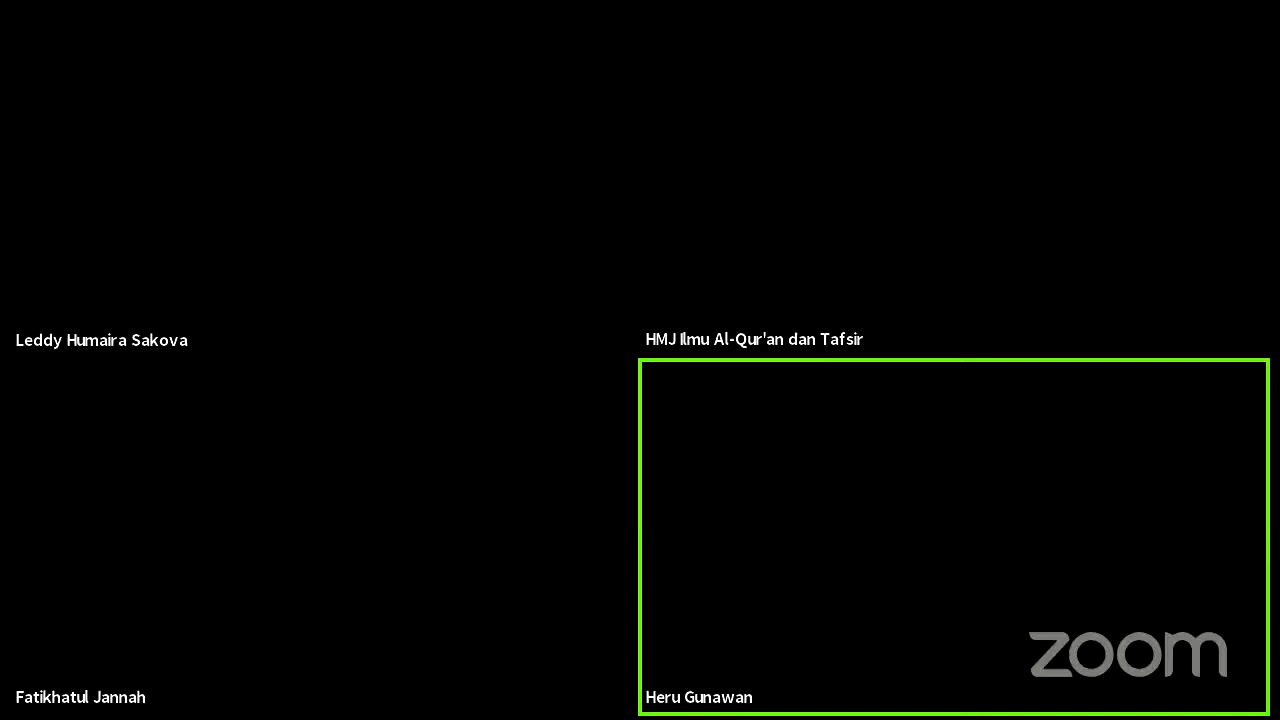 Leddy Humaira Sakova
HMJ Ilmu Al-Qur'an dan Tafsir
Fatikhatul Jannah
Heru Gunawan
zoom